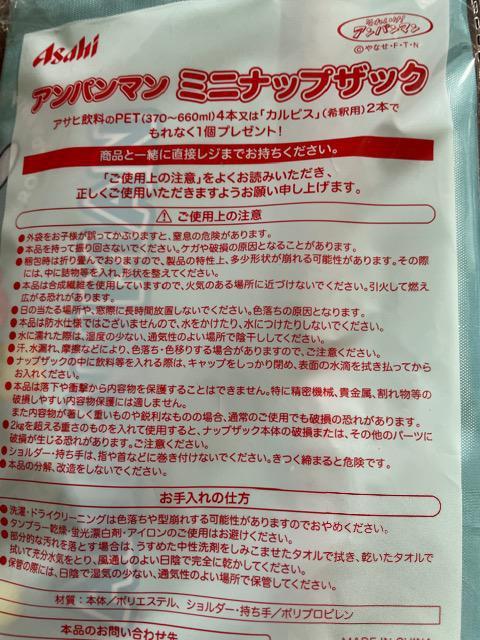 Asahi
それいけ!
アンパンマン
©やなせ・F・T・N
アンパンマン ミニナップザック
アサヒ飲料のPET(370〜660ml)4本又は「カルピス」(希釈用)2本で
もれなく1個プレゼント!
商品と一緒に直接レジまでお持ちください。
「ご使用上の注意」をよくお読みいただき、
正しくご使用いただきますようお願い申し上げます。
⚠ ご使用上の注意
●外袋をお子様が誤ってかぶりますと、窒息の危険があります。
●本品を持って振り回さないでください。ケガや破損の原因となることがあります。
●梱包時は折り畳んでおりますので、製品の特性上、多少形状が崩れる可能性があります。その際
には、中に詰物等を入れ、形状を整えてください。
●本品は合成繊維を使用していますので、火気のある場所に近づけないでください。引火して燃え
広がる恐れがあります。
●日の当たる場所や、窓際に長時間放置しないでください。色落ちの原因となります。
●本品は防水仕様ではございませんので、水をかけたり、水につけたりしないでください。
●水に濡れた際は、湿度の少ない、通気性のよい場所で陰干ししてください。
●汗、水漏れ、摩擦などにより、色落ち・色移りする場合がありますので、ご注意ください。
●ナップザックの中に飲料等を入れる際は、キャップをしっかり閉め、表面の水滴を拭き払ってから
お入れください。
●本品は落下や衝撃から内容物を保護することはできません。特に精密機械、貴金属、割れ物等の
破損しやすい内容物保護には適しません。
また内容物が著しく重いものや鋭利なものの場合、通常のご使用でも破損の恐れがあります。
●2kgを超える重さのものを入れて使用すると、ナップザック本体の破損または、その他のパーツに
破損が生じる恐れがあります。ご注意ください。
●ショルダー・持ち手は、指や首などに巻き付けないでください。きつく締まると危険です。
●本品の分解、改造をしないでください。
お手入れの仕方
●洗濯・ドライクリーニングは色落ちや型崩れする可能性がありますのでおやめください。
●タンブラー乾燥・蛍光漂白剤・アイロンのご使用はお避けください。
●部分的な汚れを落とす場合は、うすめた中性洗剤をしみこませたタオルで拭き、乾いたタオルで
拭いて充分水気をとり、風通しのよい日陰で完全に乾かしてください。
●保管の際には、日陰で湿気の少ない、通気性のよい場所で保管してください。
材質:本体/ポリエステル、ショルダー・持ち手/ポリプロピレン
本品のお問い合わせ先
MADE IN CHINA